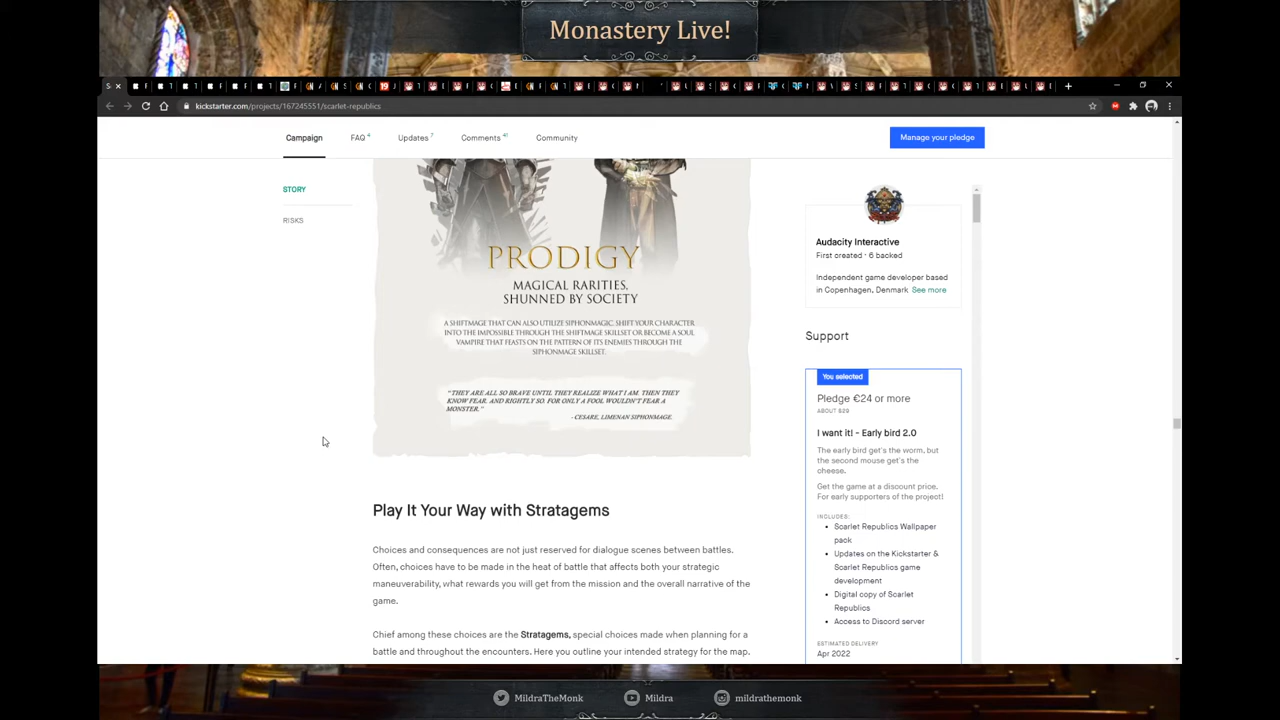 Monastery Live!
kickstarter.com/projects/167245551/scarlet-republics
Campaign
FAQ 4
Updates 7
Comments
Community
Manage your pledge
STORY
RISKS
PRODIGY
MAGICAL RARITIES,
SHUNNED BY SOCIETY
A SHIFTMAGE THAT CAN ALSO UTILIZE SIPHONMAGIC. SHIFT YOUR CHARACTER
INTO THE IMPOSSIBLE THROUGH THE SHIFTMAGE SKILLSET OR BECOME A SOUL
VAMPIRE THAT FEASTS ON THE PATTERN OF ITS ENEMIES THROUGH THE
SIPHONMAGE SKILLSET.
"THEY ARE ALL SO BRAVE UNTIL THEY REALIZE WHAT I AM. THEN THEY
KNOW FEAR. AND RIGHTLY SO. FOR ONLY A FOOL WOULDN'T FEAR A
MONSTER."
- CESARE, LIMENAN SIPHONMAGE.
Play It Your Way with Stratagems
Choices and consequences are not just reserved for dialogue scenes between battles.
Often, choices have to be made in the heat of battle that affects both your strategic
maneuverability, what rewards you will get from the mission and the overall narrative of the
game.
Chief among these choices are the Stratagems, special choices made when planning for a
battle and throughout the encounters. Here you outline your intended strategy for the map.
Audacity Interactive
First created · 6 backed
Independent game developer based
in Copenhagen, Denmark See more
Support
You selected
Pledge €24 or more
ABOUT $29
I want it! - Early bird 2.0
The early bird get's the worm, but
the second mouse get's the
cheese.
Get the game at a discount price.
For early supporters of the project!
INCLUDES:
• Scarlet Republics Wallpaper
pack
• Updates on the Kickstarter &
Scarlet Republics game
development
• Digital copy of Scarlet
Republics
• Access to Discord server
ESTIMATED DELIVERY
Apr 2022
MildraTheMonk
Mildra
mildrathemonk